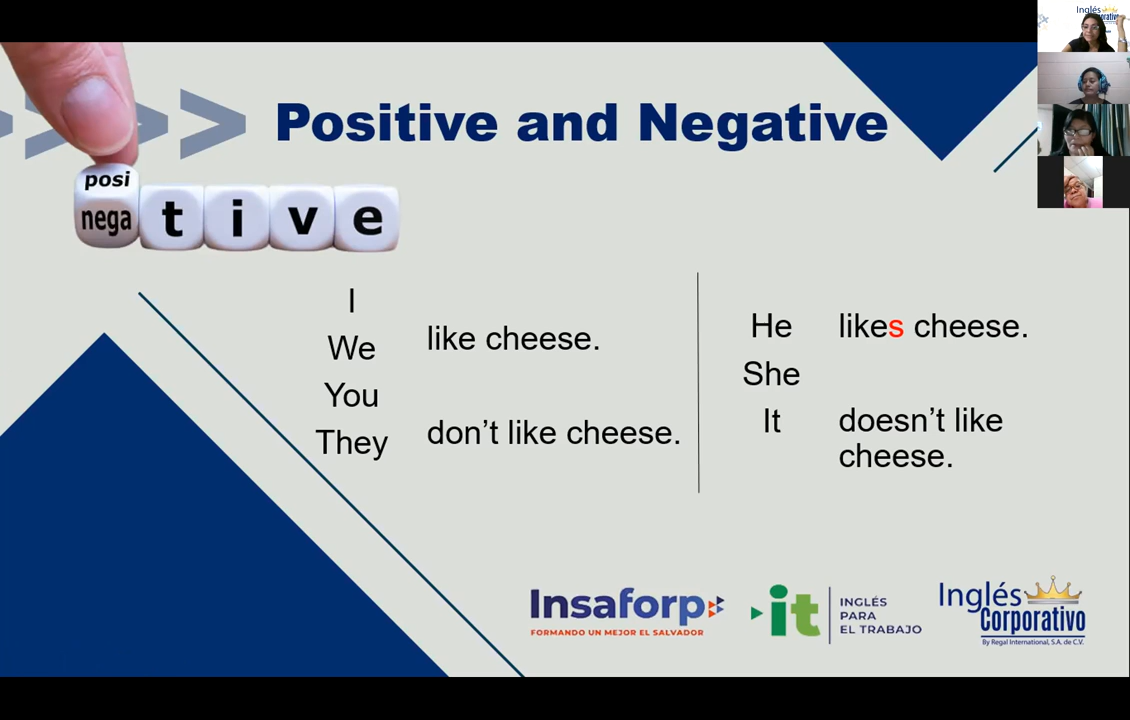 Inglés
Corporativo
Positive and Negative
posi
nega t i v e
I
We
You
They
like cheese.
don’t like cheese.
He
She
It
likes cheese.
doesn’t like
cheese.
Insaforp
FORMANDO UN MEJOR EL SALVADOR
it
INGLÉS
PARA
EL TRABAJO
Inglés
Corporativo
By Regal International, S.A. de C.V.